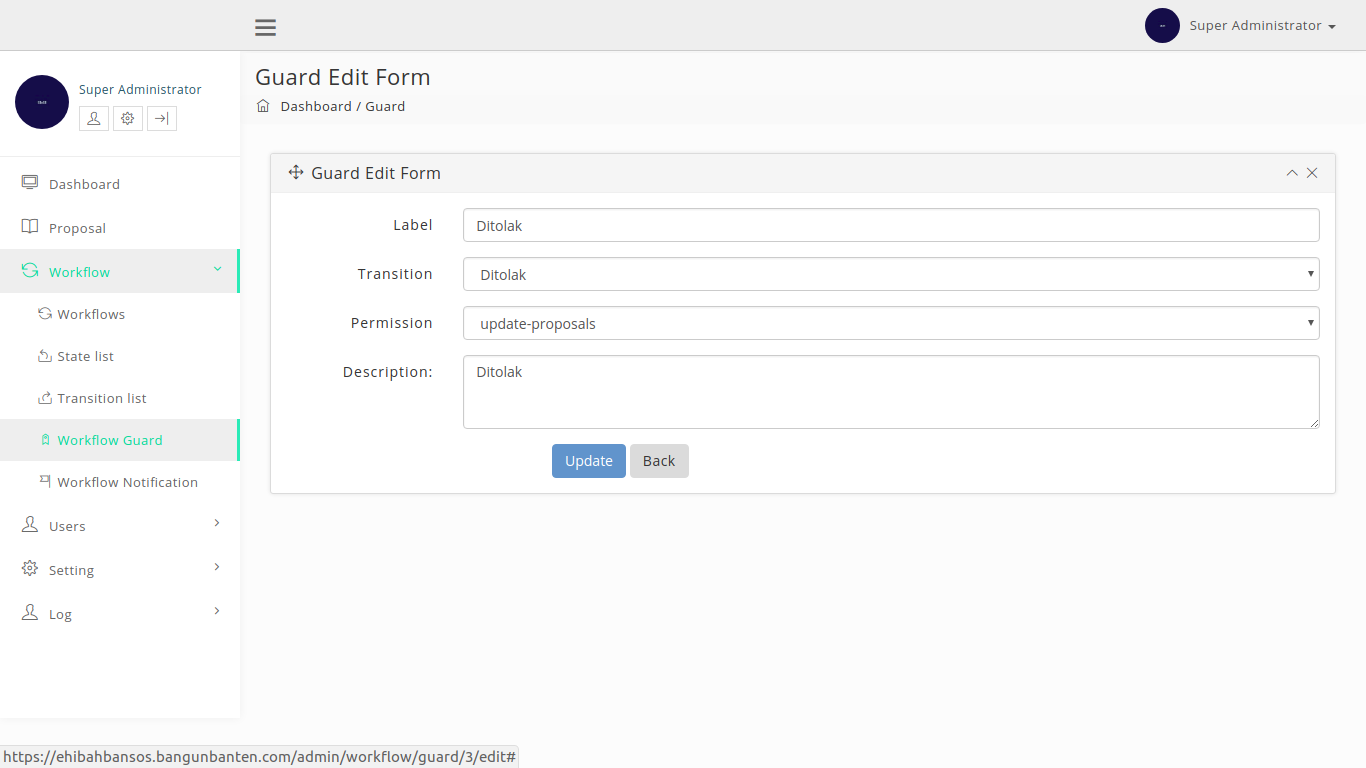 Super Administrator
Guard Edit Form
Dashboard / Guard
Super Administrator
Dashboard
Proposal
Workflow
Workflows
State list
Transition list
Workflow Guard
Workflow Notification
Users
Setting
Log
Guard Edit Form
Label
Ditolak
Transition
Ditolak
Permission
update-proposals
Description:
Ditolak
Update Back
https://ehibahbansos.bangunbanten.com/admin/workflow/guard/3/edit#